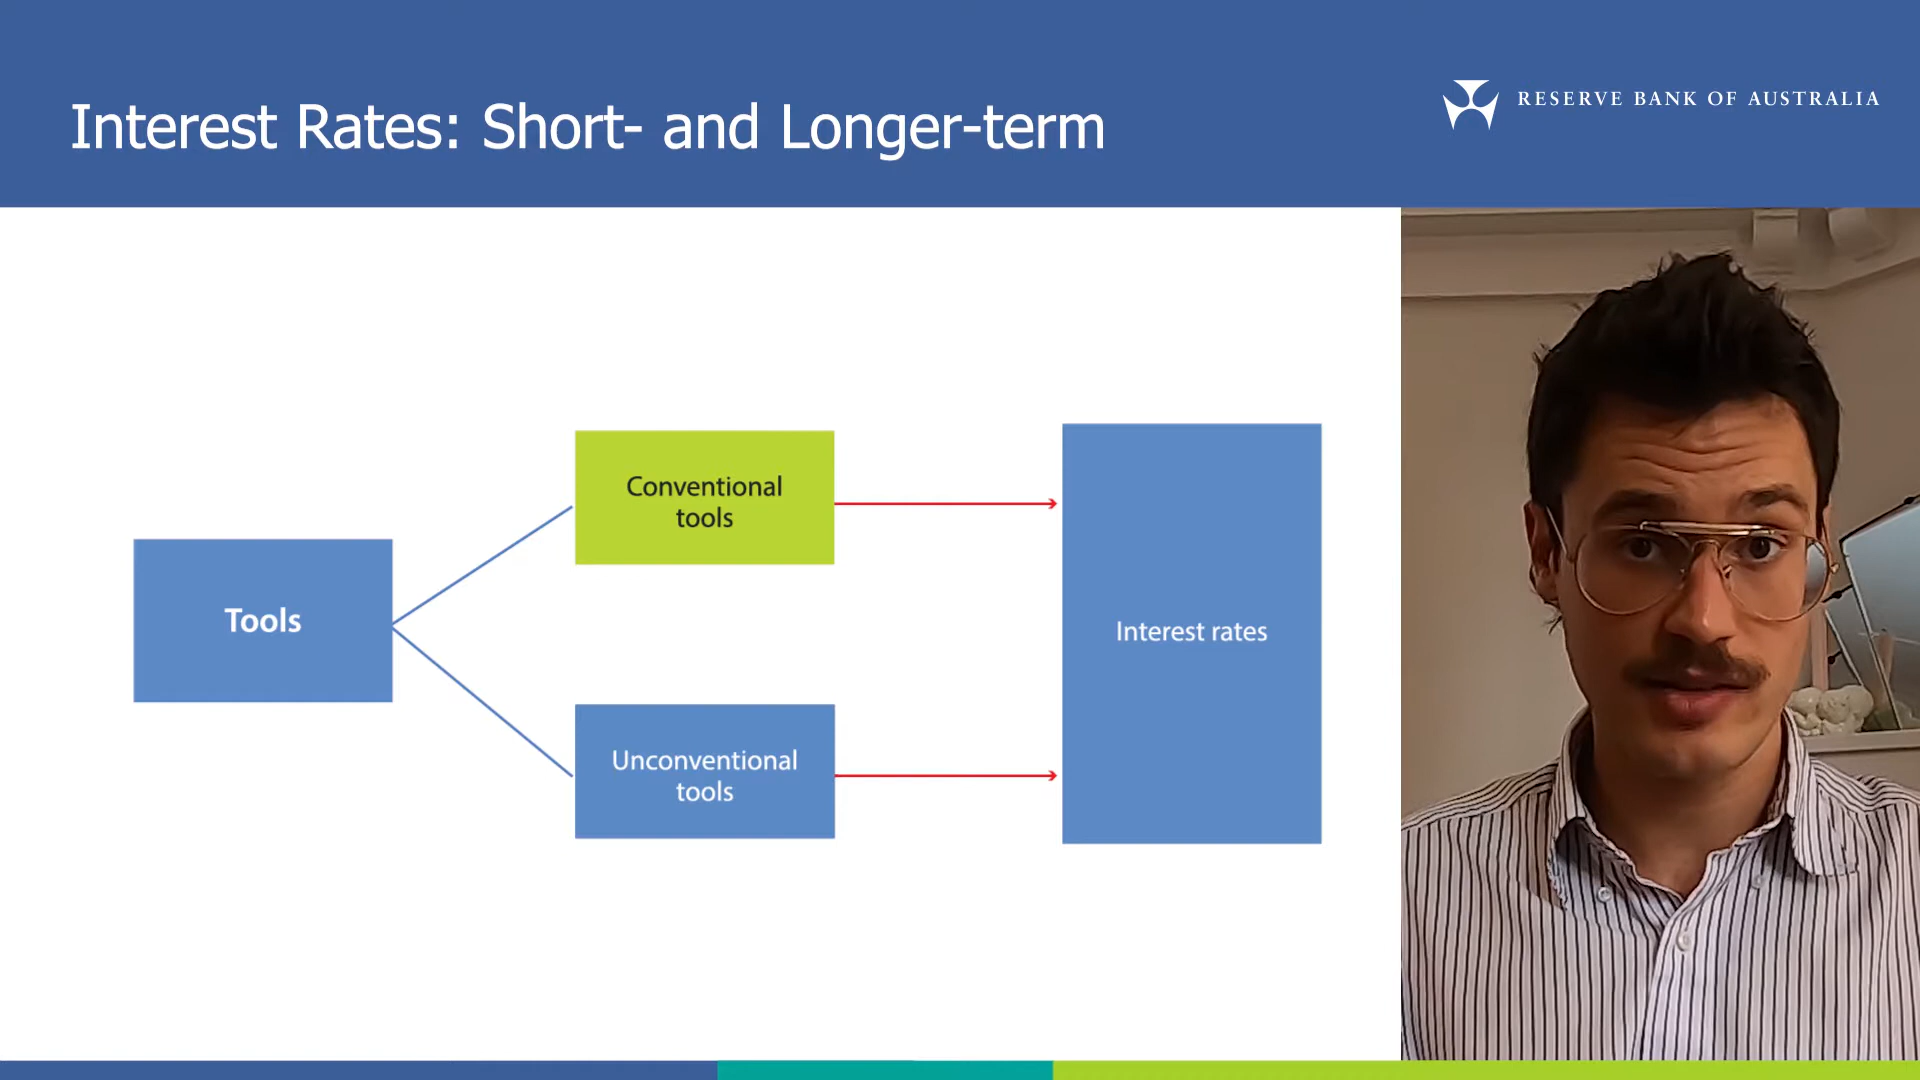 Interest Rates: Short- and Longer-term
RESERVE BANK OF AUSTRALIA
Conventional
tools
Tools
Interest rates
Unconventional
tools